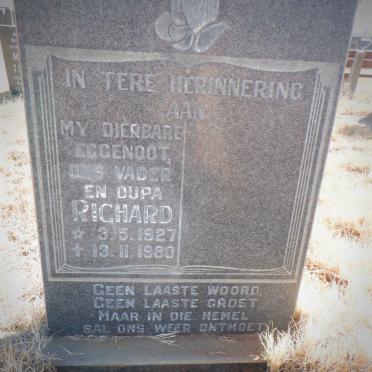 IN TERE HERINNERING
AAN
MY DIERBARE
EGGENOOT,
ONS VADER
EN OUPA
RICHARD
☆ 3.5.1927
✝ 13.11.1980
GEEN LAASTE WOORD
GEEN LAASTE GROET
MAAR IN DIE HEMEL
SAL ONS WEER ONTMOET